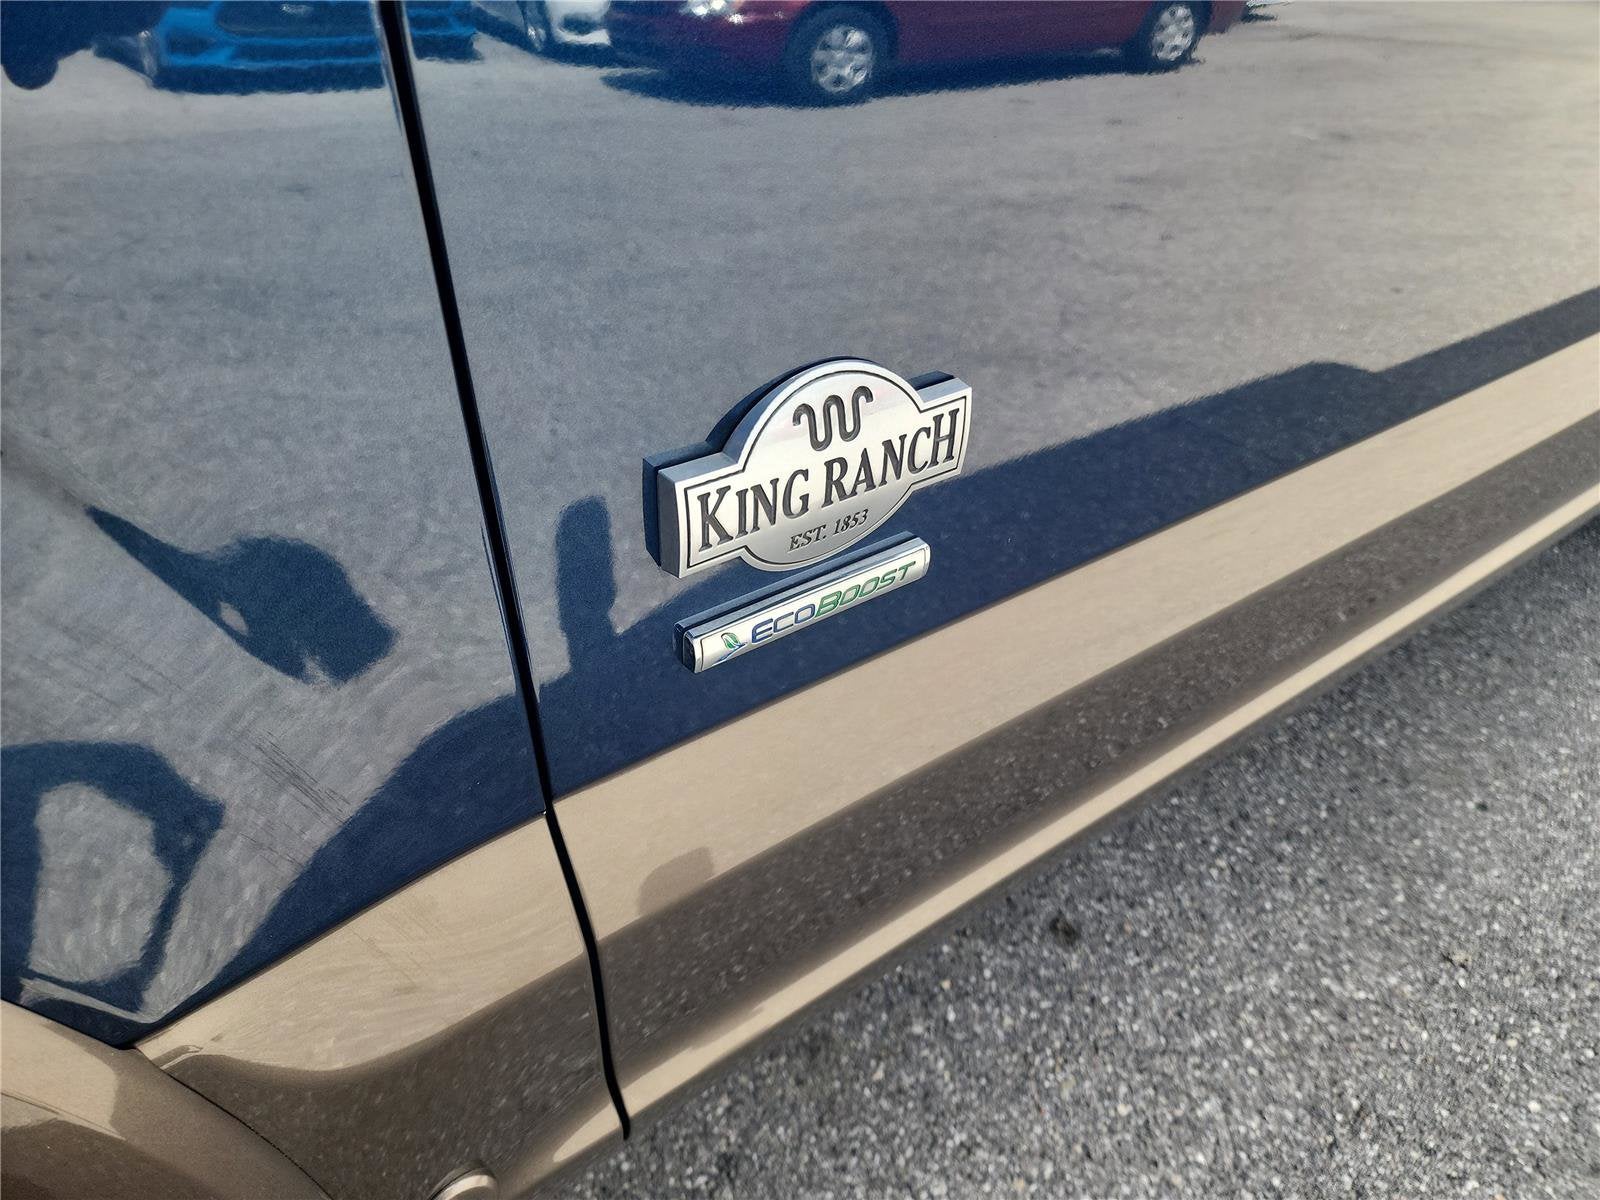 KING RANCH
EST. 1853
ECOBOOST